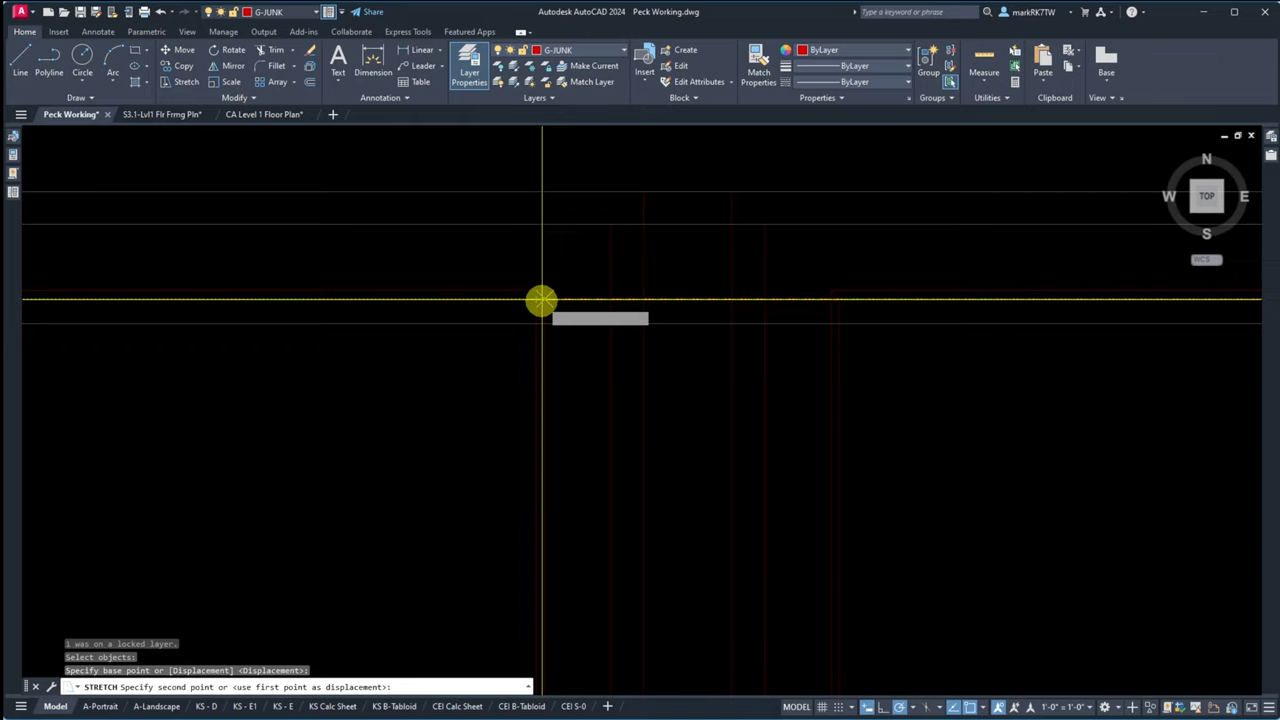 A G-JUNK Share Autodesk AutoCAD 2024 Peck Working.dwg Type a keyword or phrase markRK7TW
Home Insert Annotate Parametric View Manage Output Add-ins Collaborate Express Tools Featured Apps
Line Polyline Circle Arc Move Rotate Trim Text Dimension Linear Layer Properties G-JUNK Insert Create Match Properties ByLayer Group Measure Paste Base
Copy Mirror Fillet Leader Make Current Edit ByLayer
Stretch Scale Array Table Match Layer Edit Attributes ByLayer
Draw Modify Annotation Layers Block Properties Groups Utilities Clipboard View
Peck Working* S3.1-Lvl1 Flr Frmg Pln* CA Level 1 Floor Plan*
N
W TOP E
S
WCS
1 was on a locked layer.
Select objects:
Specify base point or [Displacement] <Displacement>:
STRETCH Specify second point or <use first point as displacement>:
Model A-Portrait A-Landscape KS - D KS - E1 KS - E KS Calc Sheet KS B-Tabloid CEI Calc Sheet CEI B-Tabloid CEI S-0 MODEL 1'-0" = 1'-0"